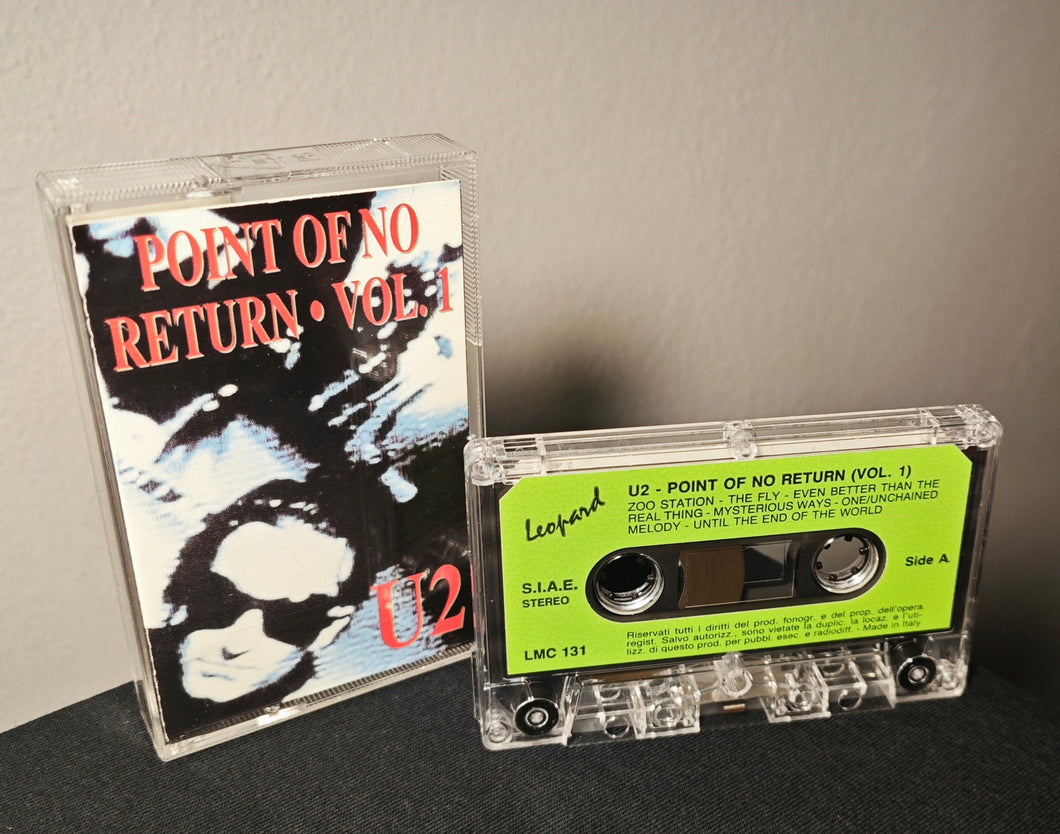 POINT OF NO
RETURN • VOL. 1
U2
Leopard
U2 - POINT OF NO RETURN (VOL. 1)
ZOO STATION - THE FLY - EVEN BETTER THAN THE
REAL THING - MYSTERIOUS WAYS - ONE/UNCHAINED
MELODY - UNTIL THE END OF THE WORLD
S.I.A.E.
STEREO
Side A
LMC 131
Riservati tutti i diritti del prod. fonogr. e del prop. dell'opera
regist. Salvo autorizz., sono vietate la duplic. la locaz. e l'uti-
lizz. di questo prod. per pubbl. esec. e radiodiff. - Made in Italy